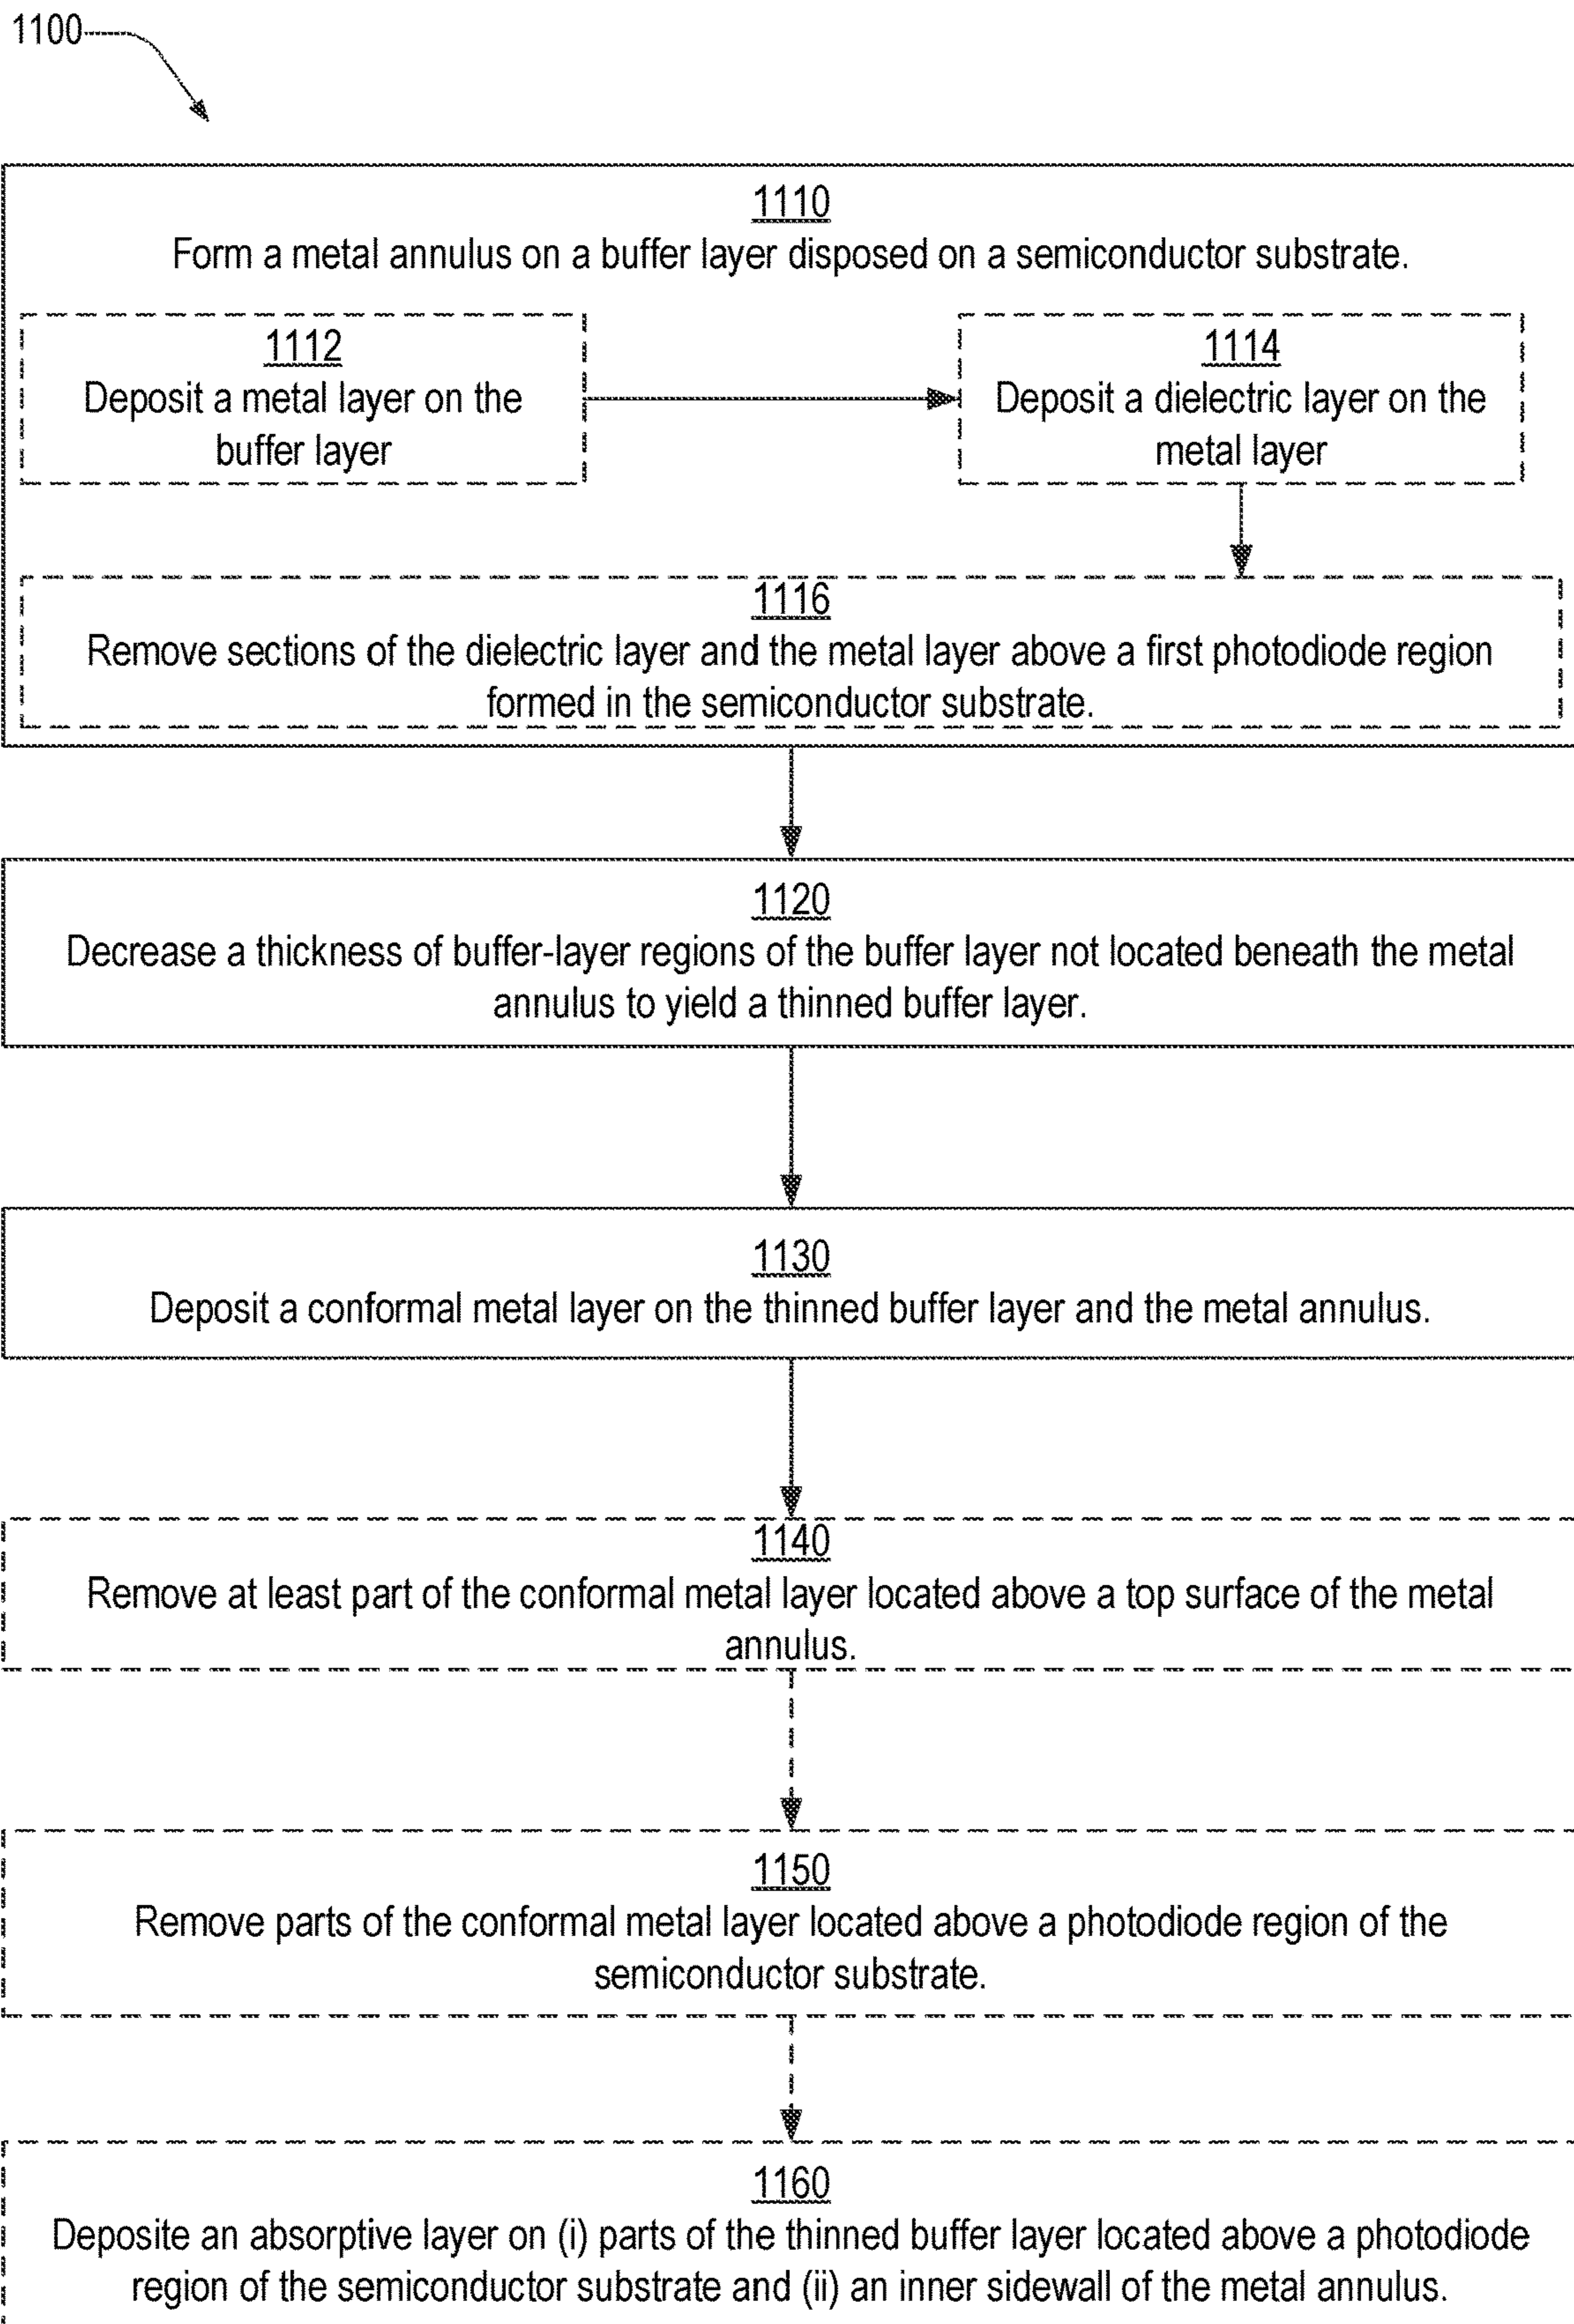 1100
1110
Form a metal annulus on a buffer layer disposed on a semiconductor substrate.
1112
Deposit a metal layer on the
buffer layer
1114
Deposit a dielectric layer on the
metal layer
1116
Remove sections of the dielectric layer and the metal layer above a first photodiode region
formed in the semiconductor substrate.
1120
Decrease a thickness of buffer-layer regions of the buffer layer not located beneath the metal
annulus to yield a thinned buffer layer.
1130
Deposit a conformal metal layer on the thinned buffer layer and the metal annulus.
1140
Remove at least part of the conformal metal layer located above a top surface of the metal
annulus.
1150
Remove parts of the conformal metal layer located above a photodiode region of the
semiconductor substrate.
1160
Deposite an absorptive layer on (i) parts of the thinned buffer layer located above a photodiode
region of the semiconductor substrate and (ii) an inner sidewall of the metal annulus.